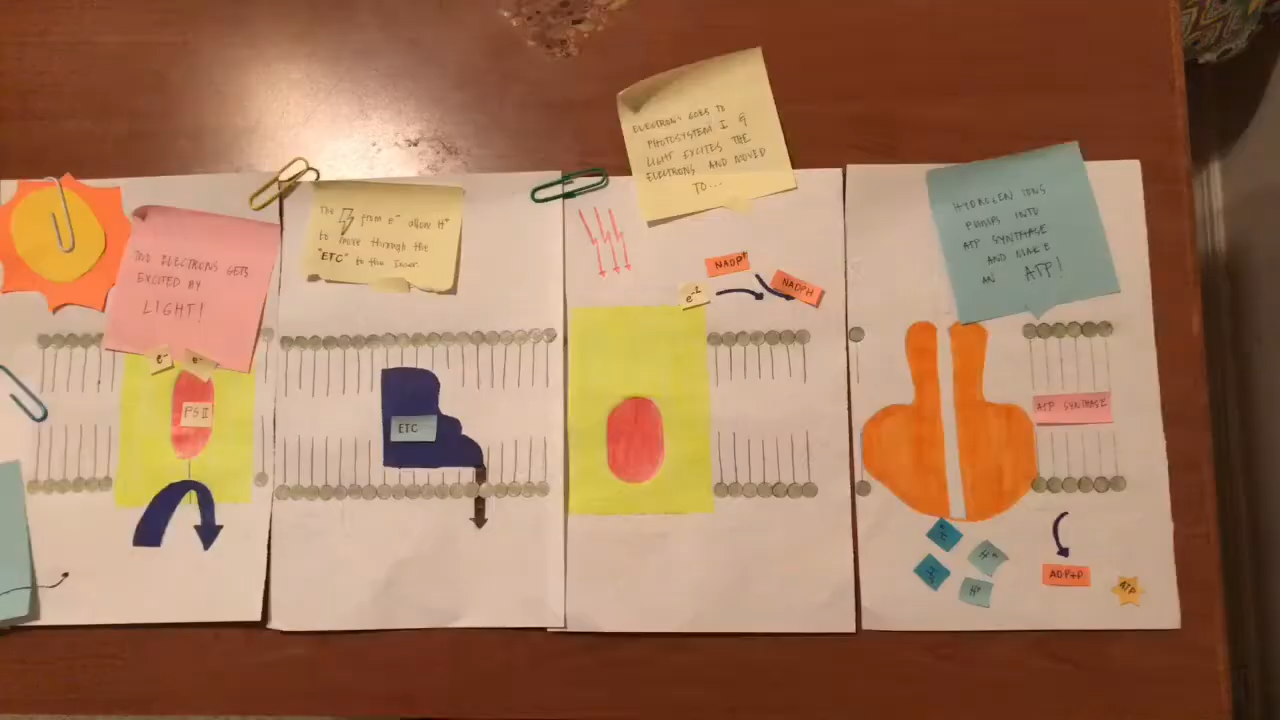 TWO ELECTRONS GETS
EXCITED BY
LIGHT!
e-
e-
PS II
The from e- allow H+
to move through the
"ETC" to the Inner
ETC
ELECTRONS GOES TO
PHOTOSYSTEM I &
LIGHT EXCITES THE
ELECTRONS AND MOVED
TO...
NADP+
NADPH
e-2
HYDROGEN IONS
PUMPS INTO
ATP SYNTHASE
AND MAKE
AN ATP!
ATP SYNTHASE
H+
H+
H+
H+
ADP+P
ATP